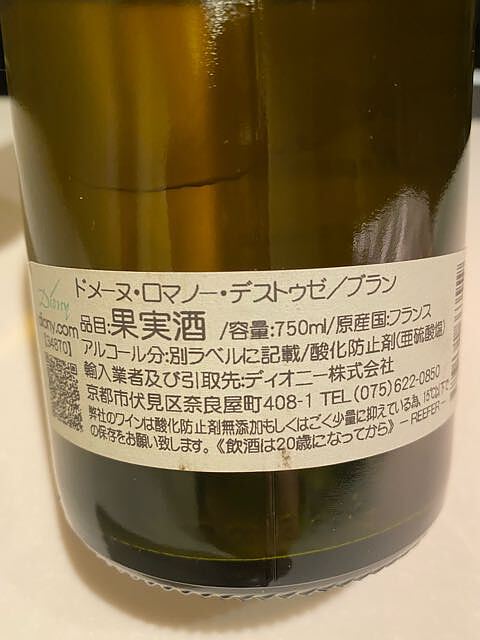 ドメーヌ・ロマノー・デストゥゼ／ブラン
Diony
diony.com
[34870]
品目:果実酒 /容量:750ml/原産国:フランス
アルコール分:別ラベルに記載/酸化防止剤(亜硫酸塩)
輸入業者及び引取先:ディオニー株式会社
京都市伏見区奈良屋町408-1 TEL(075)622-0850
弊社のワインは酸化防止剤無添加もしくはごく少量に抑えている為、15℃以下で
の保存をお願い致します。《飲酒は20歳になってから》－REEFER－